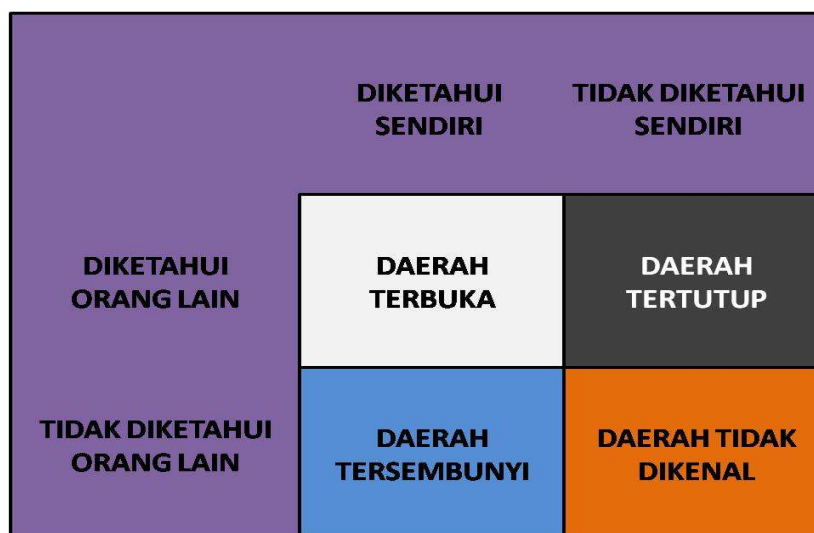 DIKETAHUI
SENDIRI
TIDAK DIKETAHUI
SENDIRI
DIKETAHUI
ORANG LAIN
DAERAH
TERBUKA
DAERAH
TERTUTUP
TIDAK DIKETAHUI
ORANG LAIN
DAERAH
TERSEMBUNYI
DAERAH TIDAK
DIKENAL